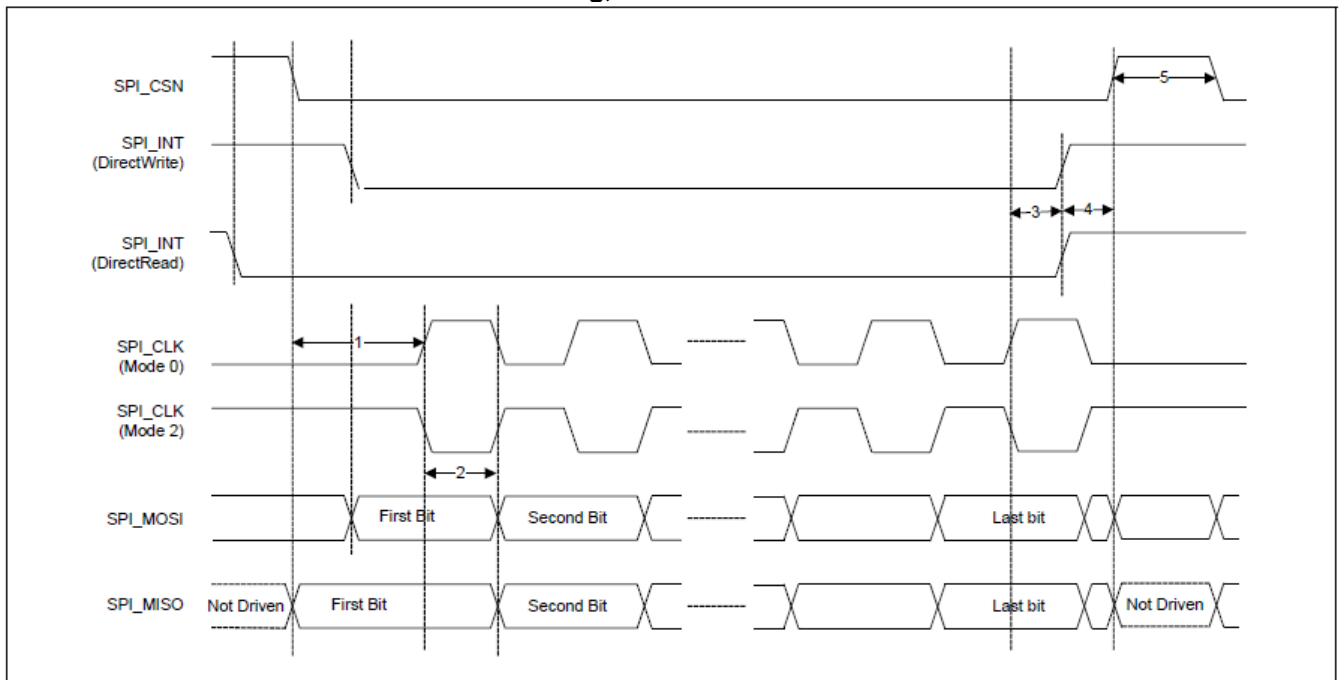 SPI_CSN
5
SPI_INT
(DirectWrite)
3
4
SPI_INT
(DirectRead)
1
SPI_CLK
(Mode 0)
SPI_CLK
(Mode 2)
2
SPI_MOSI
First Bit
Second Bit
Last bit
SPI_MISO
Not Driven
First Bit
Second Bit
Last bit
Not Driven